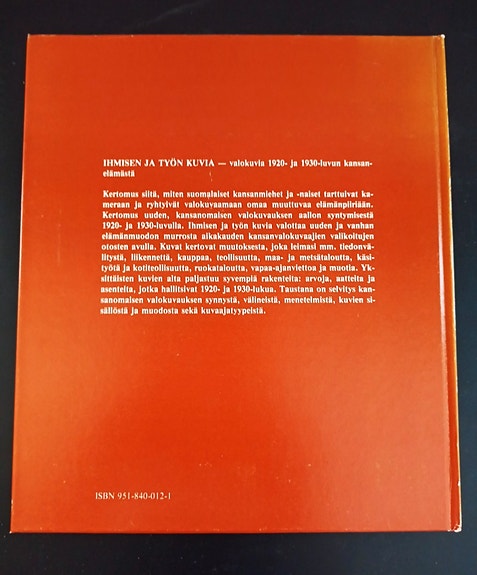 IHMISEN JA TYÖN KUVIA — valokuvia 1920- ja 1930-luvun kansan-
elämästä
Kertomus siitä, miten suomalaiset kansanmiehet ja -naiset tarttuivat ka-
meraan ja ryhtyivät valokuvaamaan omaa muuttuvaa elämänpiiriään.
Kertomus uuden, kansanomaisen valokuvauksen aallon syntymisestä
1920- ja 1930-luvulla. Ihmisen ja työn kuvia valottaa uuden ja vanhan
elämänmuodon murrosta aikakauden kansanvalokuvaajien valikoitujen
otosten avulla. Kuvat kertovat muutoksesta, joka leimasi mm. tiedonvä-
litystä, liikennettä, kauppaa, teollisuutta, maa- ja metsätaloutta, käsi-
työtä ja kotiteollisuutta, ruokataloutta, vapaa-ajanviettoa ja muotia. Yk-
sittäisten kuvien alta paljastuu syvempiä rakenteita: arvoja, aatteita ja
asenteita, jotka hallitsivat 1920- ja 1930-lukua. Taustana on selvitys kan-
sanomaisen valokuvauksen synnystä, välineistä, menetelmistä, kuvien si-
sällöstä ja muodosta sekä kuvaajatyypeistä.
ISBN 951-840-012-1